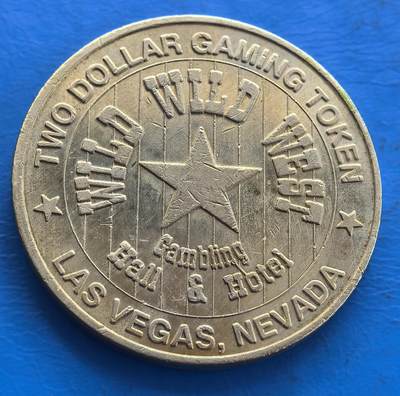 TWO DOLLAR GAMING TOKEN
WILD WILD WEST
Gambling
Hall & Hotel
LAS VEGAS, NEVADA